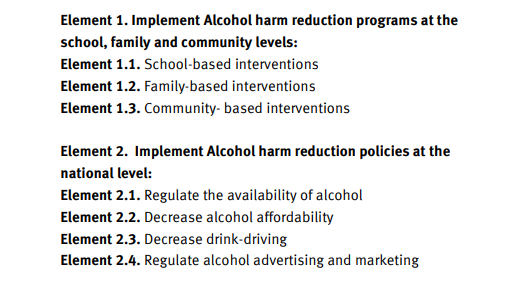 Element 1. Implement Alcohol harm reduction programs at the
school, family and community levels:
Element 1.1. School-based interventions
Element 1.2. Family-based interventions
Element 1.3. Community- based interventions
Element 2.  Implement Alcohol harm reduction policies at the
national level:
Element 2.1. Regulate the availability of alcohol
Element 2.2. Decrease alcohol affordability
Element 2.3. Decrease drink-driving
Element 2.4. Regulate alcohol advertising and marketing